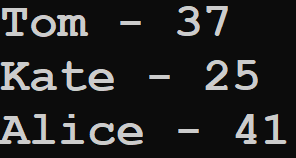 Tom - 37
Kate - 25
Alice - 41